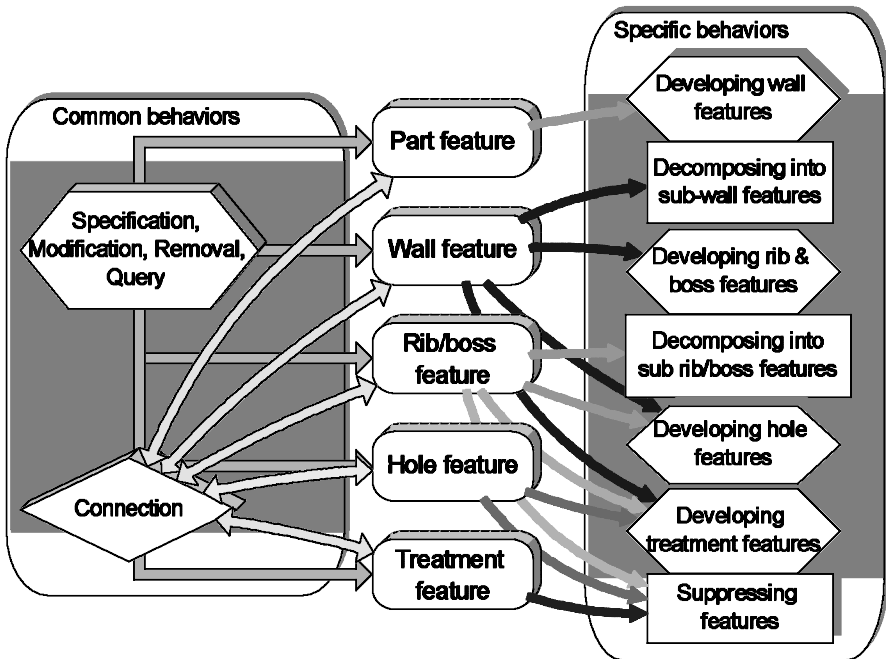 Common behaviors
Specification,
Modification, Removal,
Query
Connection
Part feature
Wall feature
Rib/boss
feature
Hole feature
Treatment
feature
Specific behaviors
Developing wall
features
Decomposing into
sub-wall features
Developing rib &
boss features
Decomposing into
sub rib/boss features
Developing hole
features
Developing
treatment features
Suppressing
features